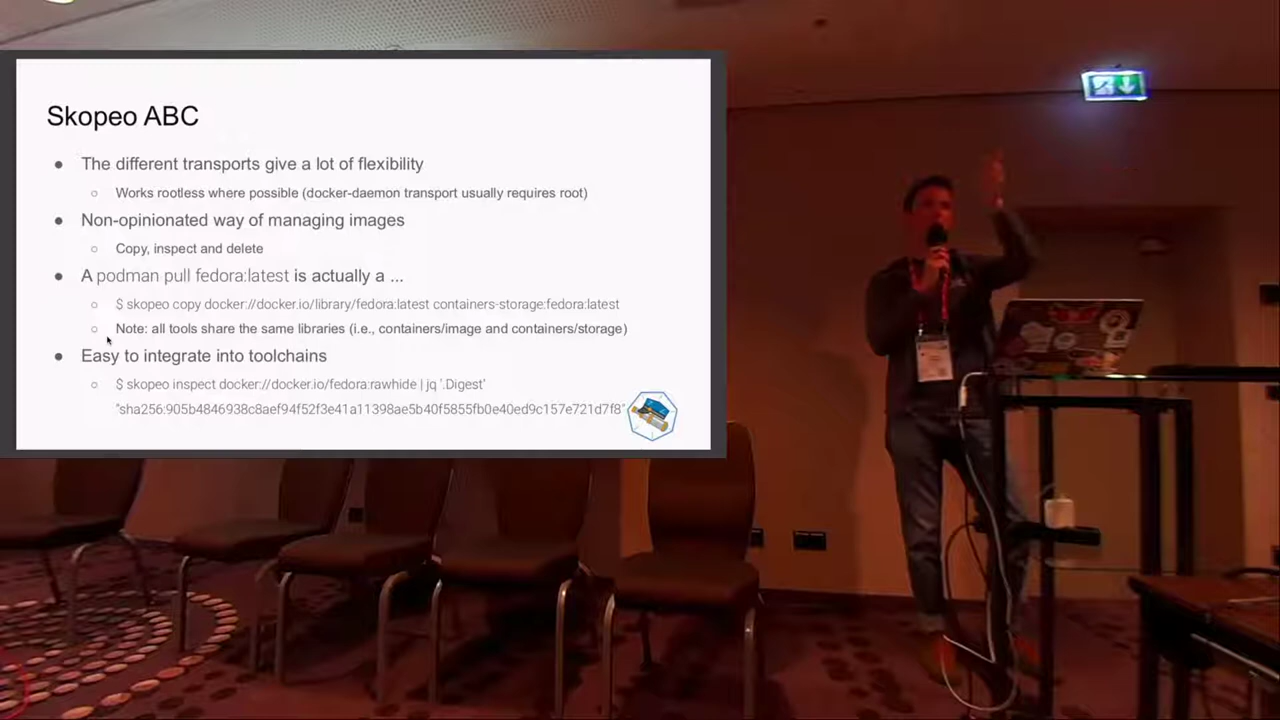 Skopeo ABC
● The different transports give a lot of flexibility
○ Works rootless where possible (docker-daemon transport usually requires root)
● Non-opinionated way of managing images
○ Copy, inspect and delete
● A podman pull fedora:latest is actually a ...
○ $ skopeo copy docker://docker.io/library/fedora:latest containers-storage:fedora:latest
○ Note: all tools share the same libraries (i.e., containers/image and containers/storage)
● Easy to integrate into toolchains
○ $ skopeo inspect docker://docker.io/fedora:rawhide | jq '.Digest'
"sha256:905b4846938c8aef94f52f3e41a11398ae5b40f5855fb0e40ed9c157e721d7f8"